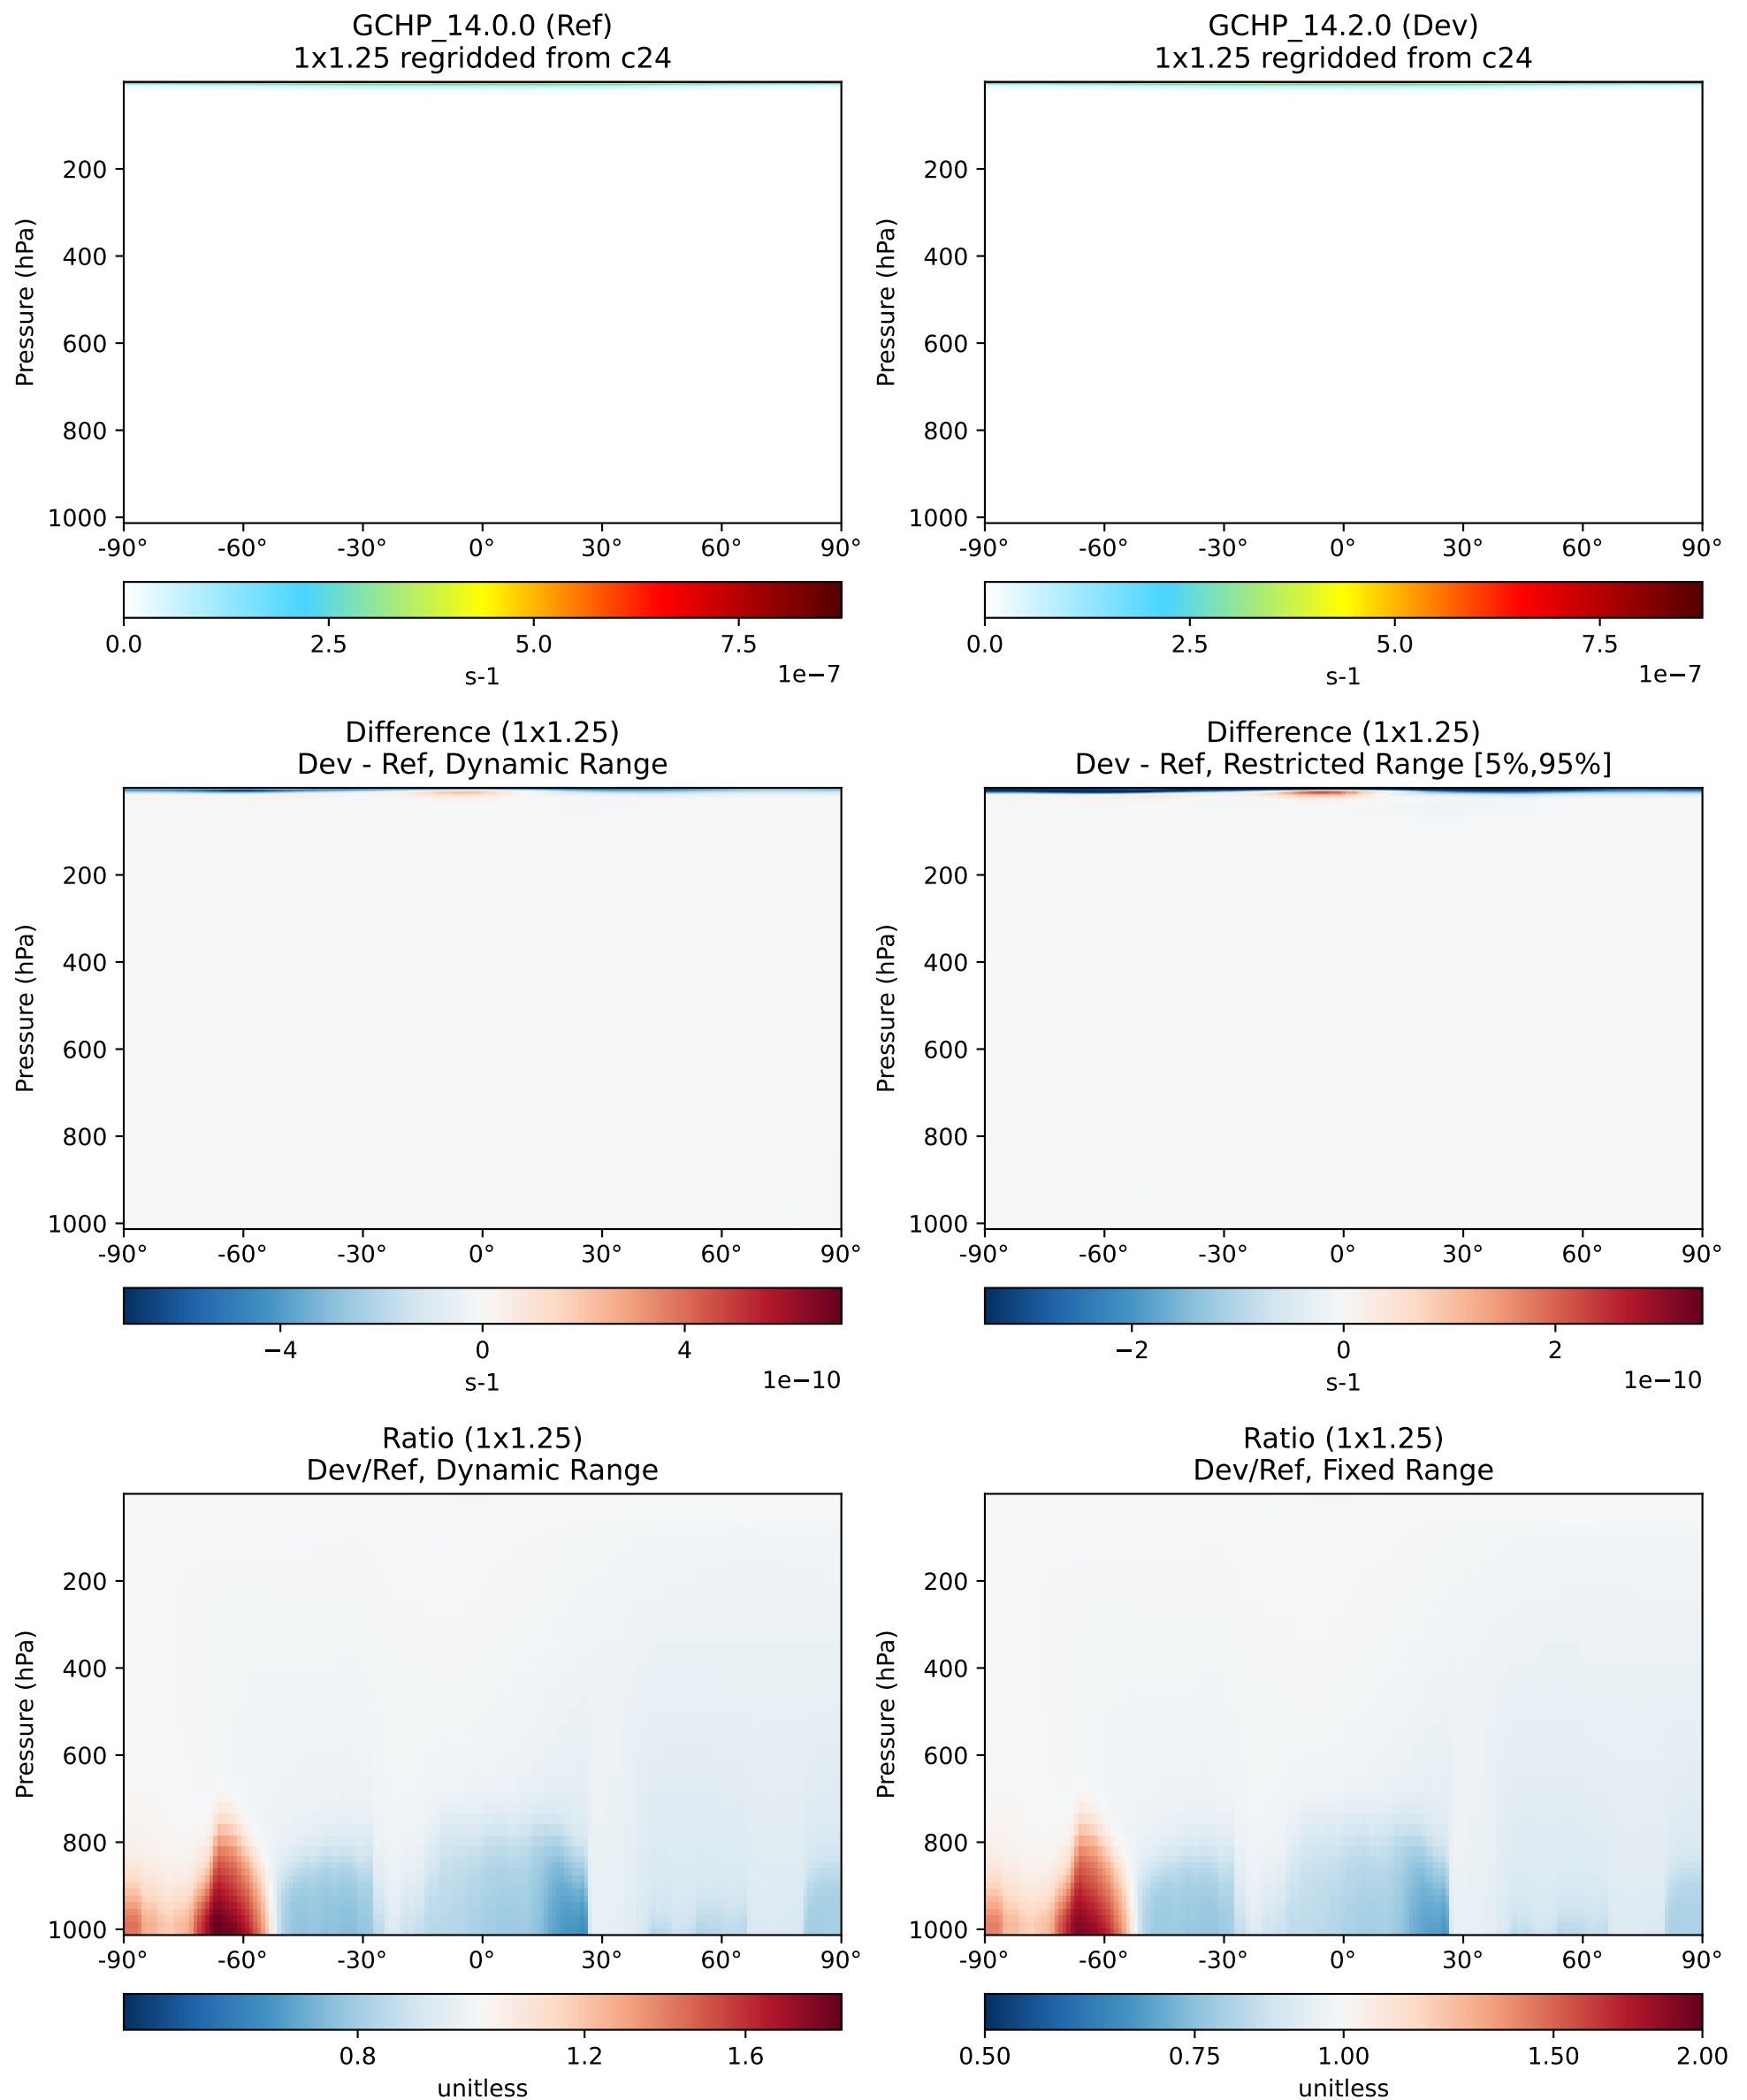 GCHP_14.0.0 (Ref)
1x1.25 regridded from c24
Pressure (hPa)
200
400
600
800
1000
-90° -60° -30° 0° 30° 60° 90°
0.0 2.5 5.0 7.5
1e−7
s-1
GCHP_14.2.0 (Dev)
1x1.25 regridded from c24
Pressure (hPa)
200
400
600
800
1000
-90° -60° -30° 0° 30° 60° 90°
0.0 2.5 5.0 7.5
1e−7
s-1
Difference (1x1.25)
Dev - Ref, Dynamic Range
Pressure (hPa)
200
400
600
800
1000
-90° -60° -30° 0° 30° 60° 90°
−4 0 4
1e−10
s-1
Difference (1x1.25)
Dev - Ref, Restricted Range [5%,95%]
Pressure (hPa)
200
400
600
800
1000
-90° -60° -30° 0° 30° 60° 90°
−2 0 2
1e−10
s-1
Ratio (1x1.25)
Dev/Ref, Dynamic Range
Pressure (hPa)
200
400
600
800
1000
-90° -60° -30° 0° 30° 60° 90°
0.8 1.2 1.6
unitless
Ratio (1x1.25)
Dev/Ref, Fixed Range
Pressure (hPa)
200
400
600
800
1000
-90° -60° -30° 0° 30° 60° 90°
0.50 0.75 1.00 1.50 2.00
unitless